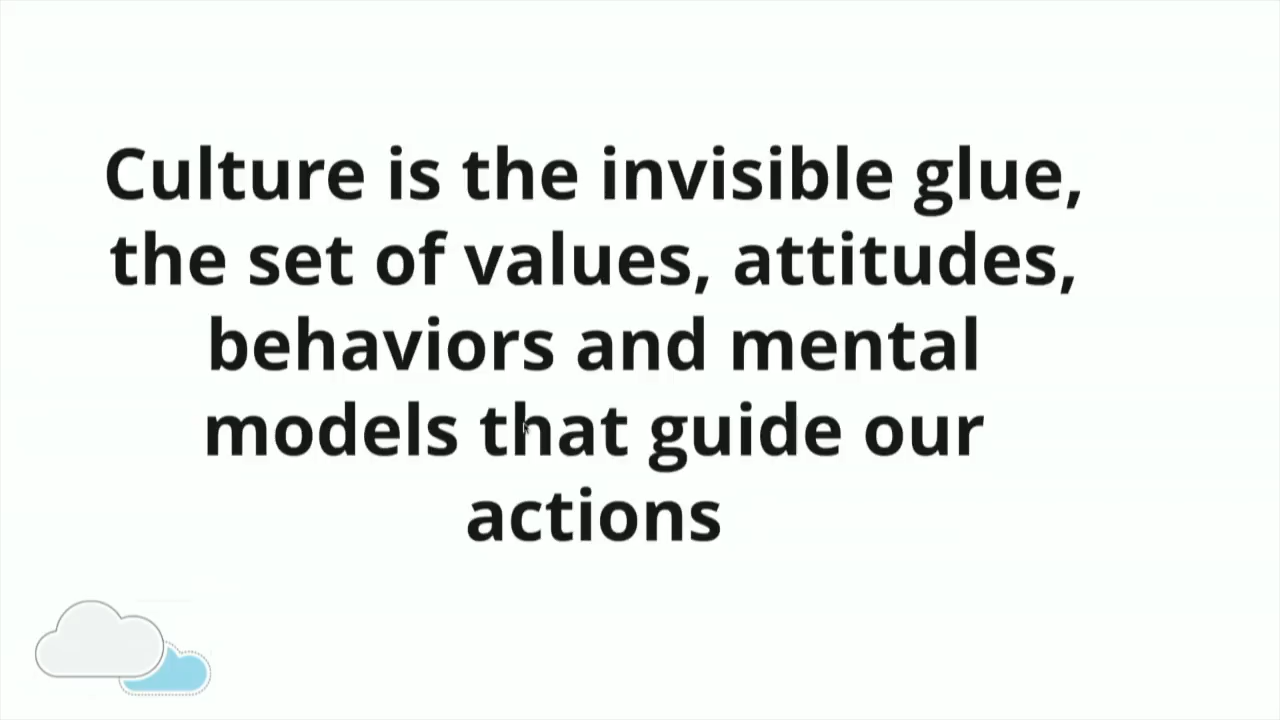 Culture is the invisible glue,
the set of values, attitudes,
behaviors and mental
models that guide our
actions